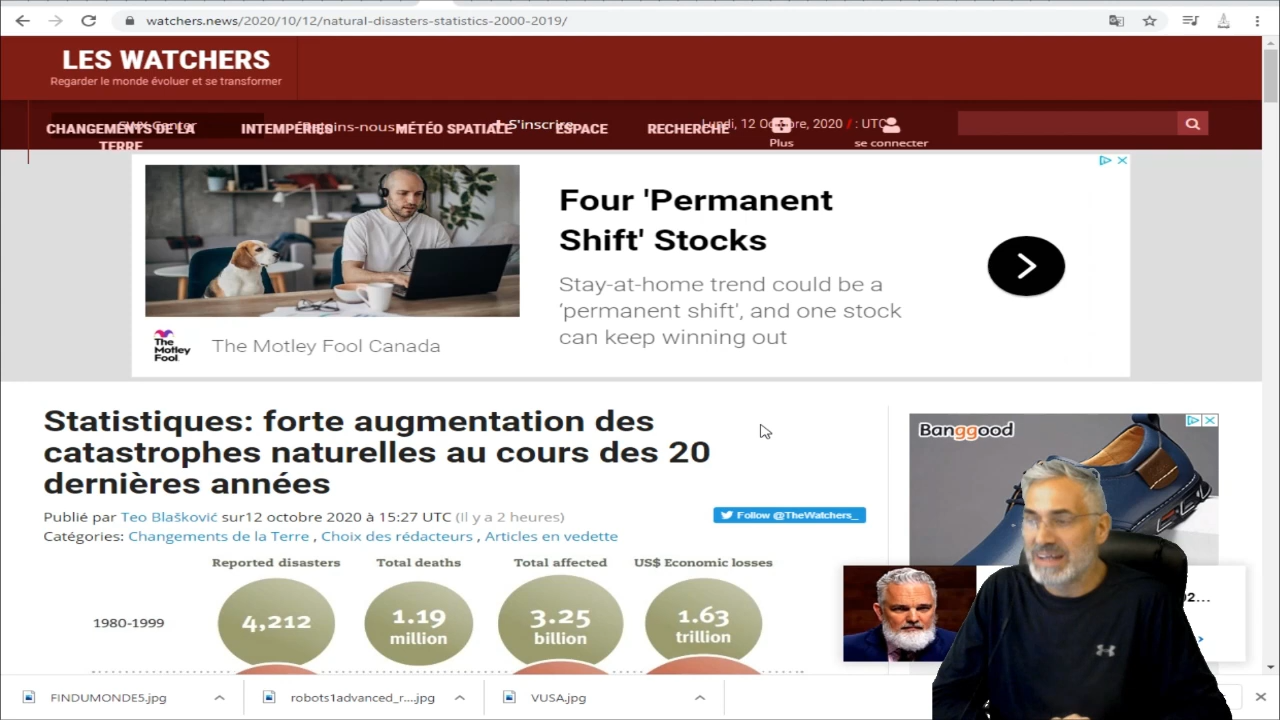 watchers.news/2020/10/12/natural-disasters-statistics-2000-2019/
LES WATCHERS
Regarder le monde évoluer et se transformer
CHANGEMENTS DE LA
TERRE
INTEMPÉRIES
MÉTÉO SPATIALE
S'inscrire
ESPACE
RECHERCHE
Lundi, 12 Octobre, 2020 / : UTC
Plus
se connecter
Four 'Permanent
Shift' Stocks
Stay-at-home trend could be a
'permanent shift', and one stock
can keep winning out
The
Motley
Fool.
The Motley Fool Canada
Statistiques: forte augmentation des
catastrophes naturelles au cours des 20
dernières années
Publié par Teo Blašković sur12 octobre 2020 à 15:27 UTC (Il y a 2 heures)
Follow @TheWatchers_
Catégories: Changements de la Terre , Choix des rédacteurs , Articles en vedette
Banggood
Reported disasters Total deaths Total affected US$ Economic losses
1980-1999
4,212
1.19
million
3.25
billion
1.63
trillion
02...
FINDUMONDE5.jpg
robots1advanced_r....jpg
VUSA.jpg